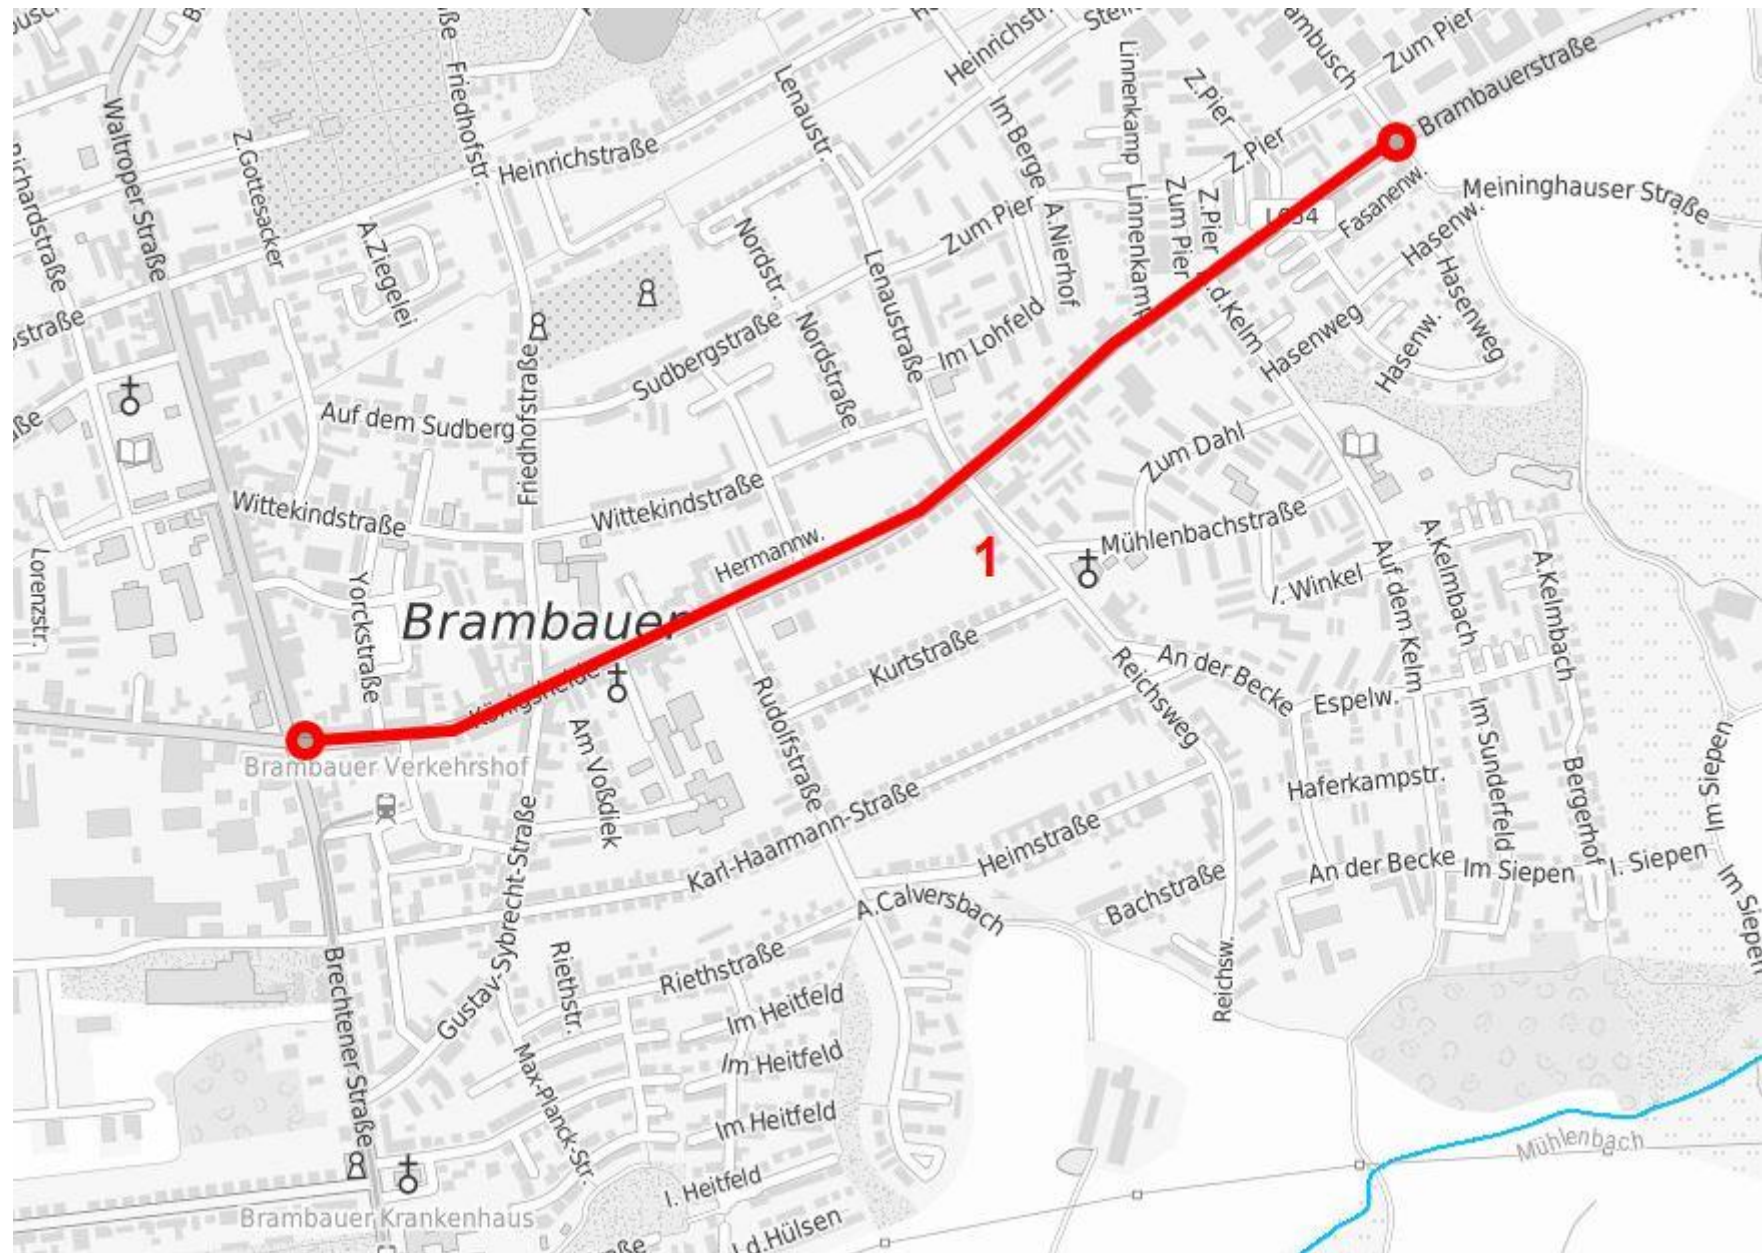 Heinrichstr.
Zum Pier
Brambauerstraße
Linnenkamp
Z.Pier
Lenaustr.
Im Berge
Friedhofstr.
Waltroper Straße
Z.Gottesacker
Heinrichstraße
Z.Pier
Fasanenw.
Meininghauser Straße
A.Ziegelei
Nordstr.
Zum Pier
A.Nierhof
Linnenkamp
Zum Pier
Z.Pier
Hasenw.
Hasenweg
Lenaustraße
Im Lohfeld
Hasenweg
Hasenw.
Sudbergstraße
Nordstraße
Auf dem Sudberg
Friedhofstraße
Zum Dahl
Wittekindstraße
Wittekindstraße
Hermannw.
1
Mühlenbachstraße
Lorenzstr.
Yorckstraße
Brambauer
Auf dem Kelm
A.Kelmbach
A.Kelmbach
Kurtstraße
Reichsweg
An der Becke
Espelw.
Königsheide
Am Voßdiek
Rudolfstraße
Im Sunderfeld
Bergerhof
Im Siepen
Brambauer Verkehrshof
Haferkampstr.
Gustav-Sybrecht-Straße
Karl-Haarmann-Straße
Heimstraße
An der Becke
Im Siepen
I. Siepen
Im Siepen
A.Calversbach
Bachstraße
Reichsw.
Brechtener Straße
Riethstr.
Riethstraße
Im Heitfeld
Im Heitfeld
Im Heitfeld
I. Heitfeld
Max-Planck-Str.
Mühlenbach
Brambauer Krankenhaus